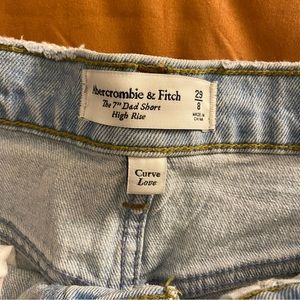 Abercrombie & Fitch
The 7" Dad Short
High Rise
29
8
MADE IN
CHINA
Curve
Love